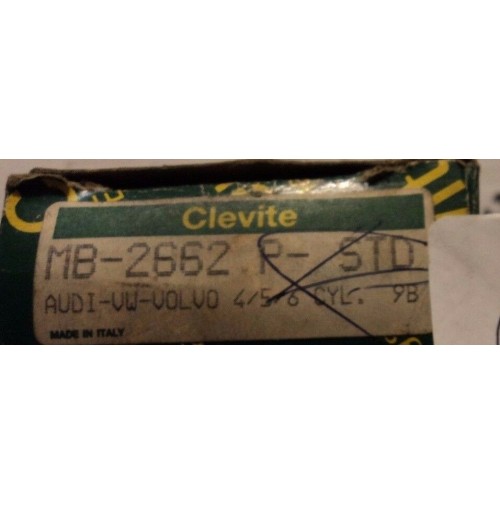 Clevite
MB-2662 P- STD
AUDI-VW-VOLVO 4/5/6 CYL. 9B
MADE IN ITALY